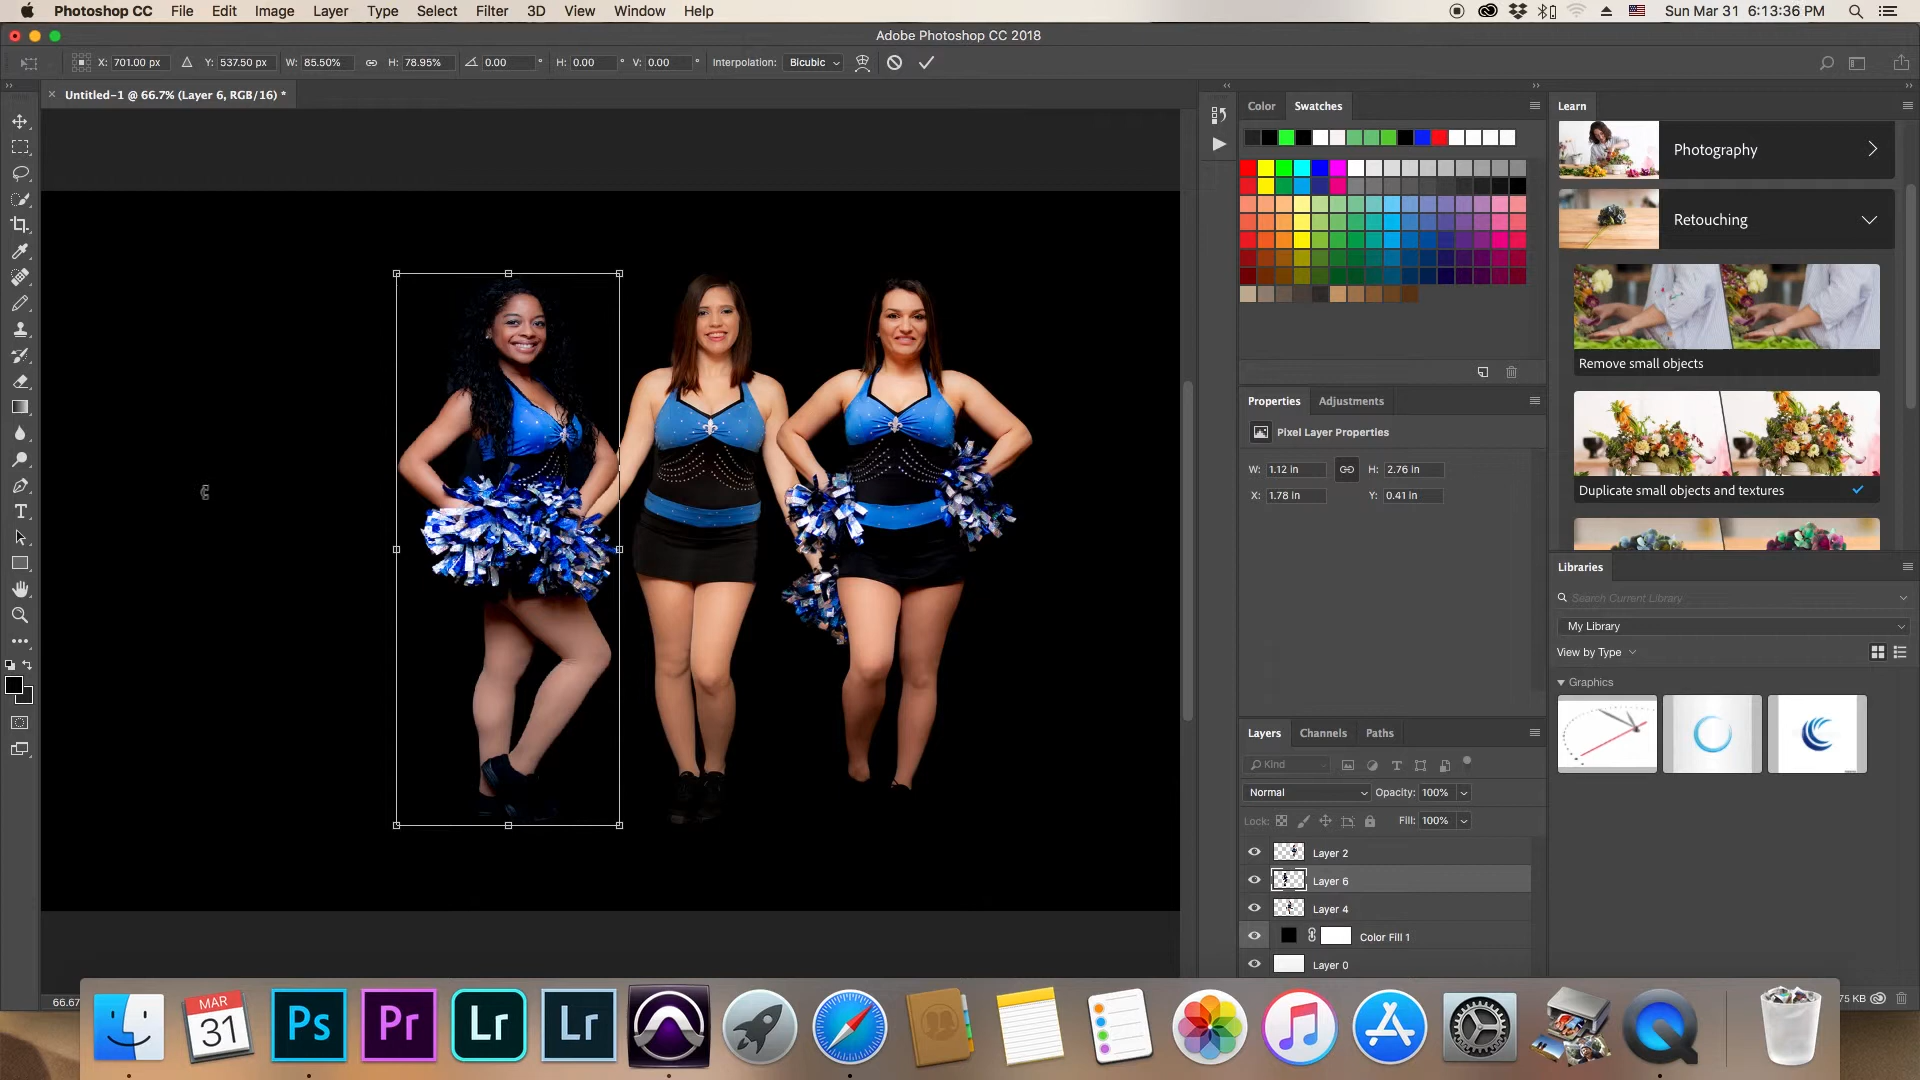 Photoshop CC File Edit Image Layer Type Select Filter 3D View Window Help Sun Mar 31 6:13:36 PM
Adobe Photoshop CC 2018
X: 701.00 px Y: 537.50 px W: 85.50% H: 78.95% 0.00 ° H: 0.00 ° V: 0.00 ° Interpolation: Bicubic
Untitled-1 @ 66.7% (Layer 6, RGB/16) *
Color Swatches
Learn
Photography
Retouching
Remove small objects
Duplicate small objects and textures
Properties Adjustments
Pixel Layer Properties
W: 1.12 in H: 2.76 in
X: 1.78 in Y: 0.41 in
Libraries
Search Current Library
My Library
View by Type
Graphics
Layers Channels Paths
Kind
Normal Opacity: 100%
Lock: Fill: 100%
Layer 2
Layer 6
Layer 4
Color Fill 1
Layer 0
66.67
75 KB
MAR
31
Ps
Pr
Lr
Lr